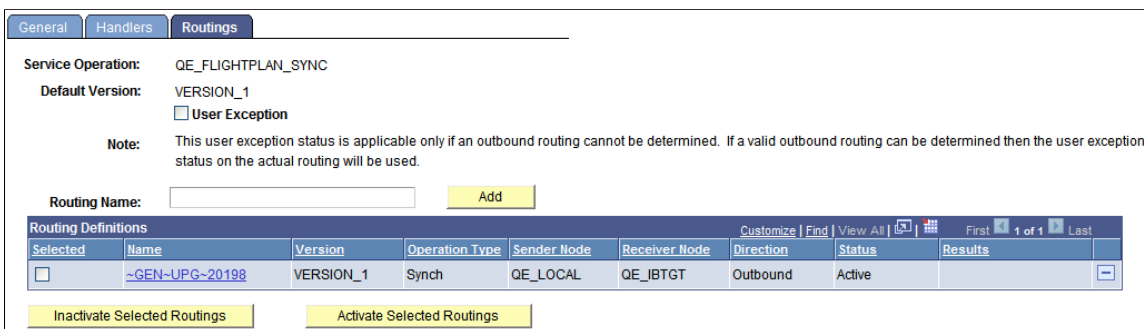 General Handlers Routings
Service Operation: QE_FLIGHTPLAN_SYNC
Default Version: VERSION_1
User Exception
Note: This user exception status is applicable only if an outbound routing cannot be determined. If a valid outbound routing can be determined then the user exception
status on the actual routing will be used.
Routing Name: Add
Routing Definitions Customize | Find | View All | | First 1 of 1 Last
Selected Name Version Operation Type Sender Node Receiver Node Direction Status Results
~GEN~UPG~20198 VERSION_1 Synch QE_LOCAL QE_IBTGT Outbound Active
Inactivate Selected Routings Activate Selected Routings